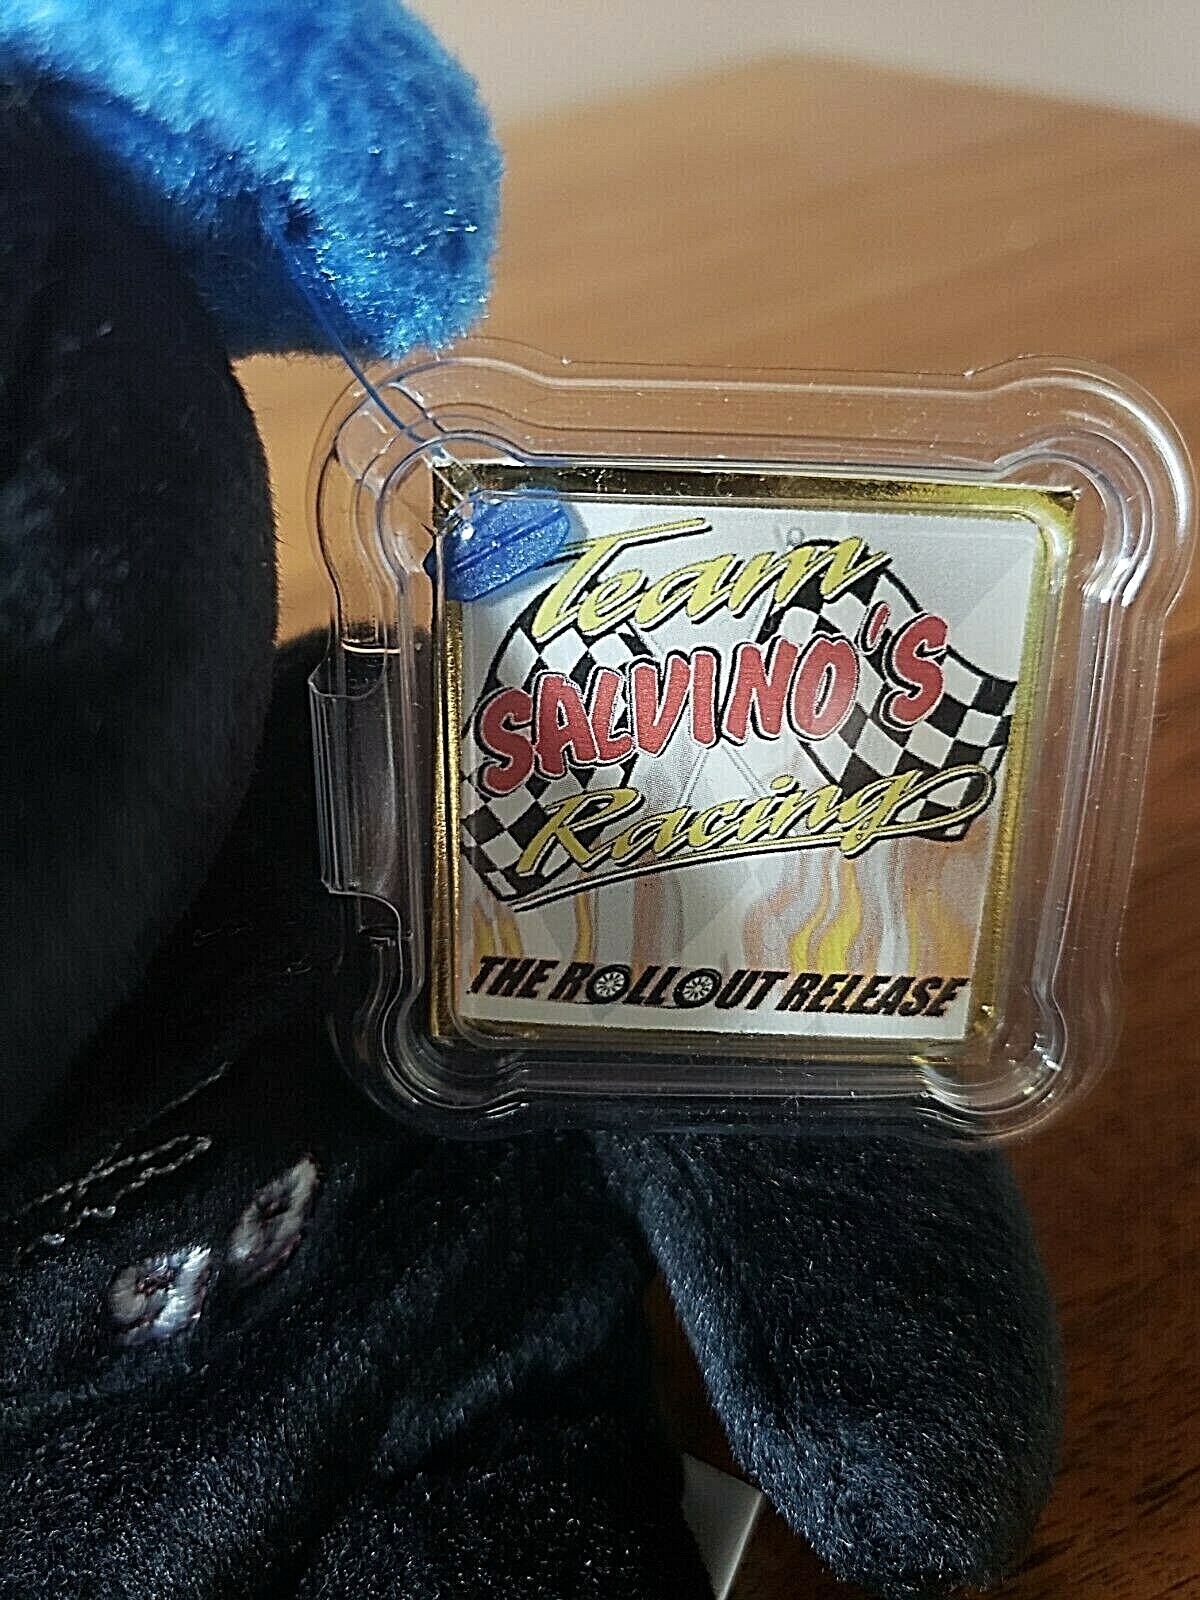 Team
SALVINO'S
Racing
THE ROLLOUT RELEASE